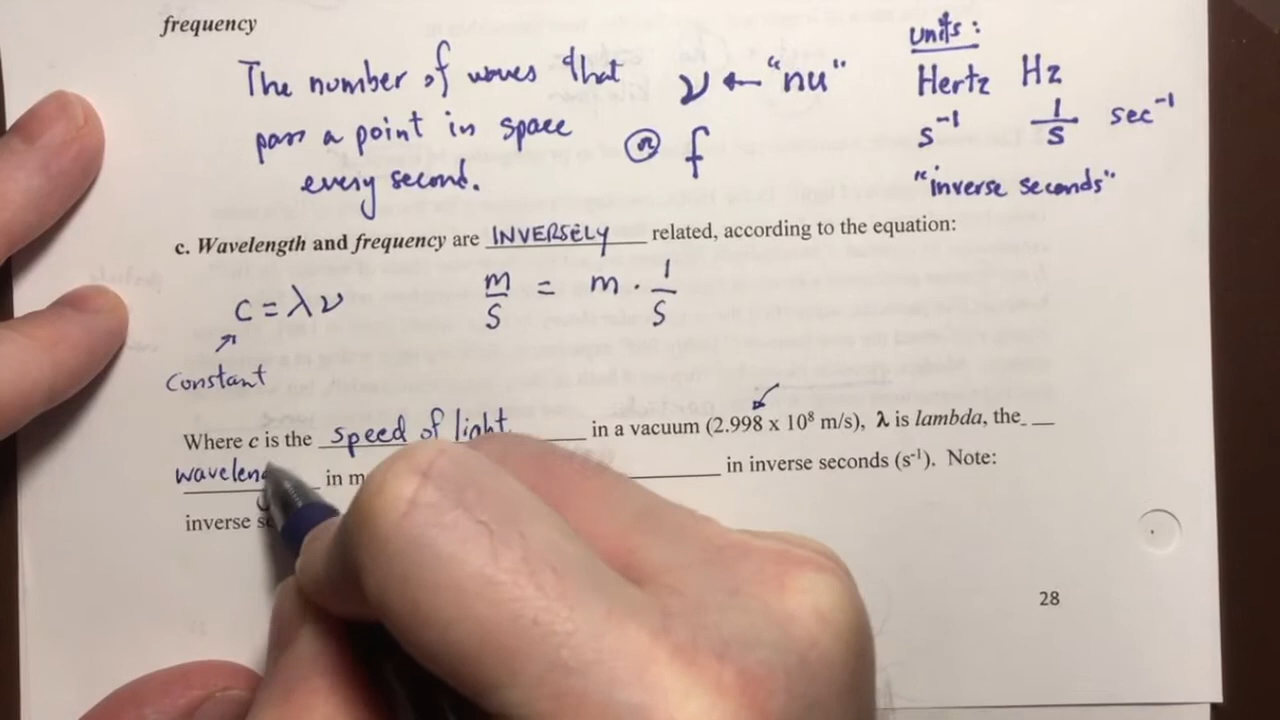 frequency
The number of waves that
pass a point in space
every second.
ν ← "nu"
or f
units:
Hertz Hz
s⁻¹ 1/s sec⁻¹
"inverse seconds"
c. Wavelength and frequency are INVERSELY related, according to the equation:
c = λν
m/s = m · 1/s
constant
Where c is the speed of light in a vacuum (2.998 x 10⁸ m/s), λ is lambda, the
waveleng in m in inverse seconds (s⁻¹). Note:
inverse
28